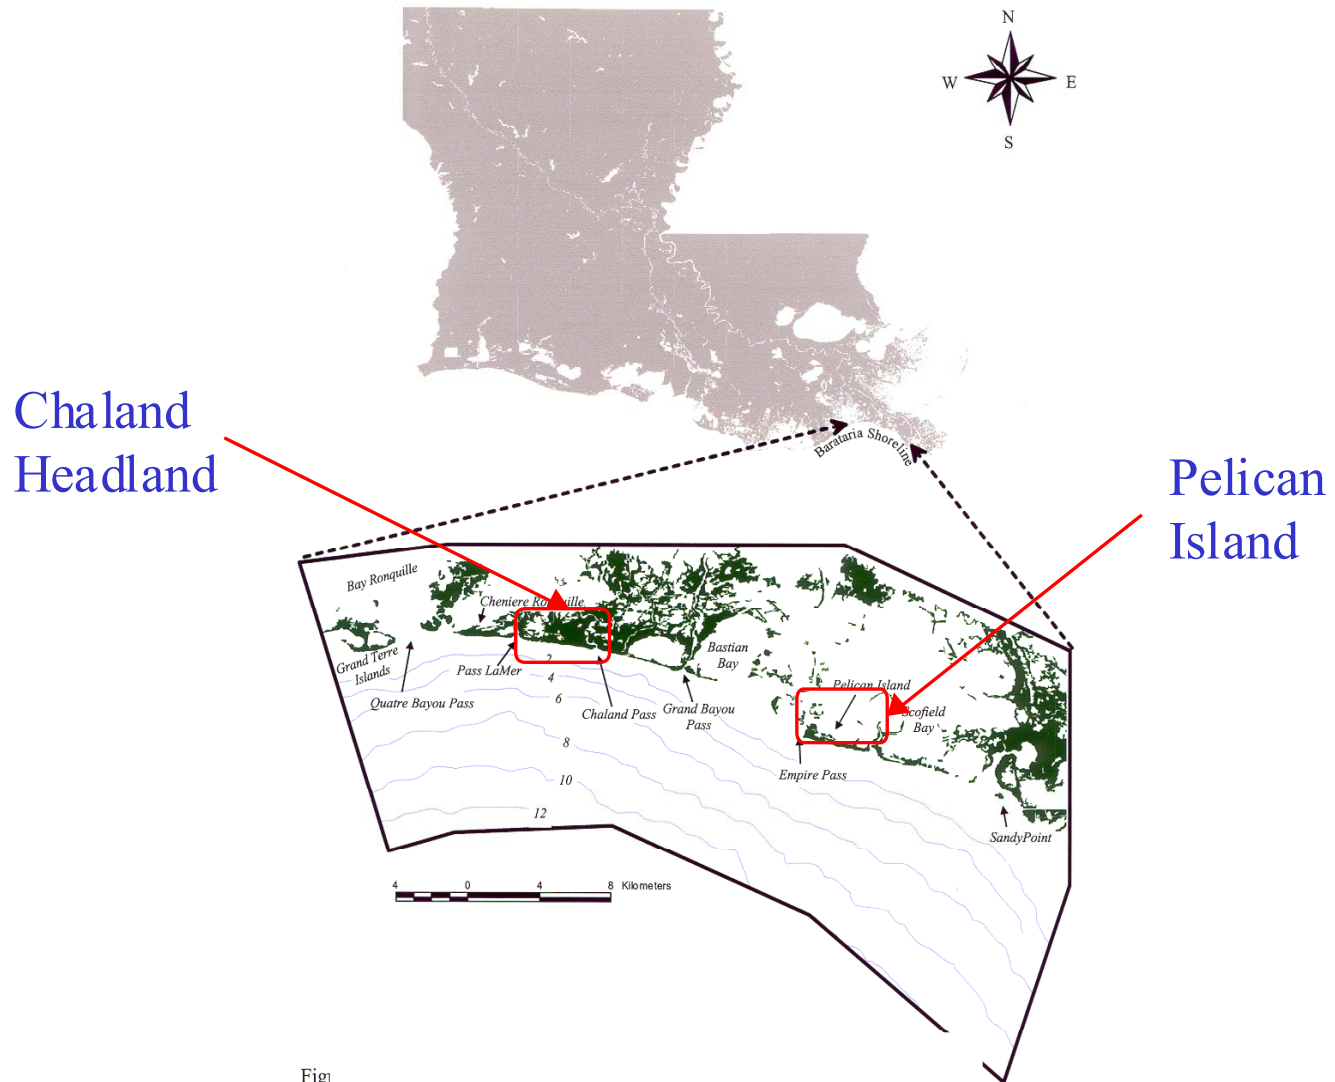 N
W
E
S
Chaland
Headland
Barataria Shoreline
Pelican
Island
Bay Ronquille
Cheniere Ronquille
Grand Terre
Islands
Pass LaMer
Quatre Bayou Pass
2
4
6
8
10
12
Chaland Pass
Grand Bayou
Pass
Bastian
Bay
Pelican Island
Scofield
Bay
Empire Pass
SandyPoint
4 0 4 8 Kilometers